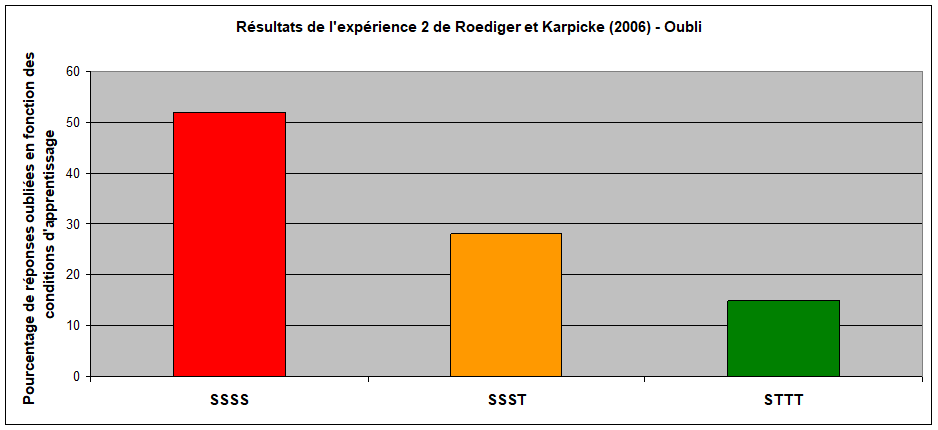 Résultats de l'expérience 2 de Roediger et Karpicke (2006) - Oubli
Pourcentage de réponses oubliées en fonction des
conditions d'apprentissage
60
50
40
30
20
10
0
SSSS
SSST
STTT